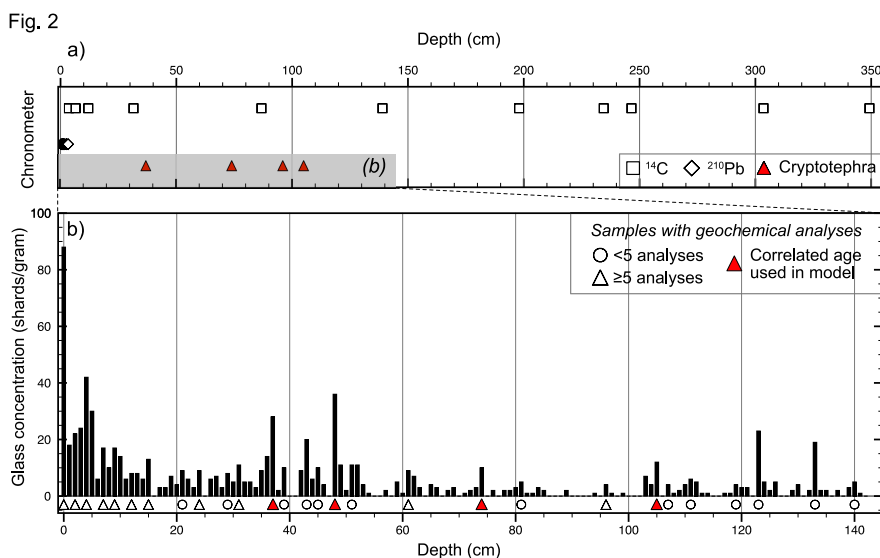 Fig. 2
Depth (cm)
a)
0 50 100 150 200 250 300 350
Chronometer
(b)
¹⁴C ²¹⁰Pb Cryptotephra
b)
Samples with geochemical analyses
<5 analyses
≥5 analyses
Correlated age
used in model
Glass concentration (shards/gram)
100
80
60
40
20
0
0 20 40 60 80 100 120 140
Depth (cm)